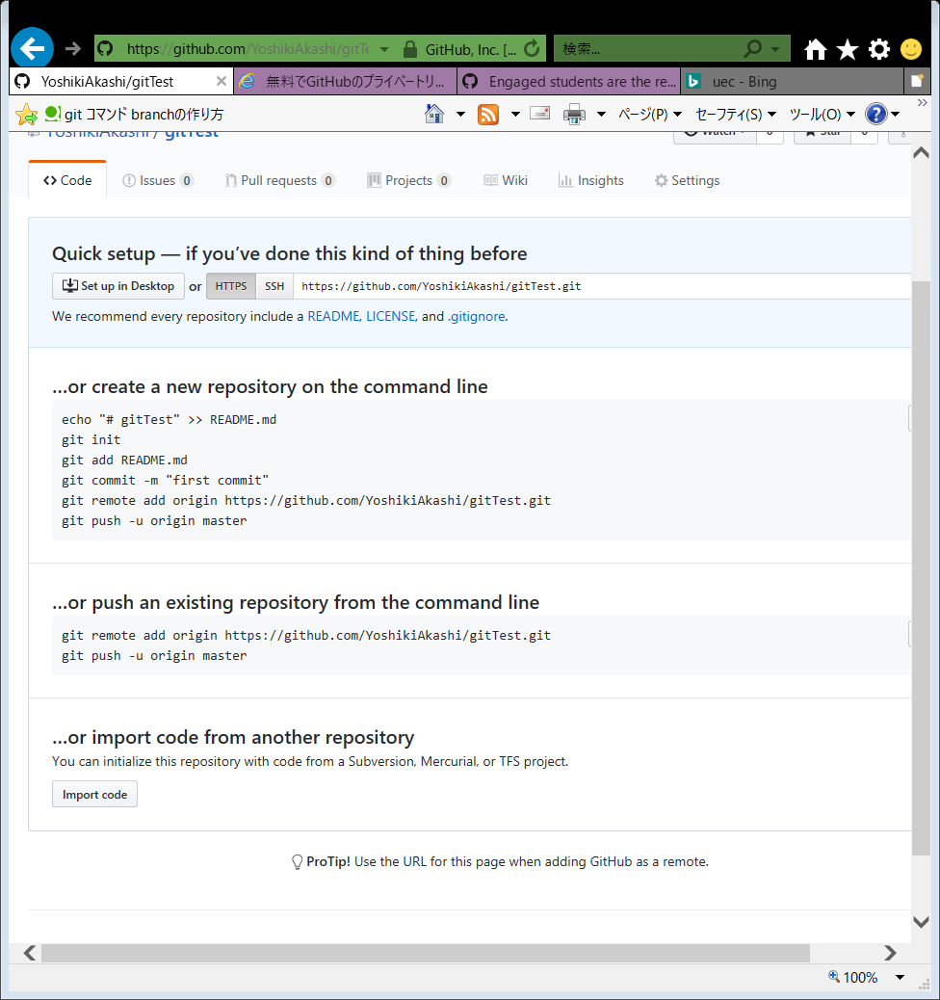 https://github.com/YoshikiAkashi/gitTe
GitHub, Inc. [...
検索...
YoshikiAkashi/gitTest
無料でGitHubのプライベートリ...
Engaged students are the re...
uec - Bing
git コマンド branchの作り方
ページ(P)
セーフティ(S)
ツール(O)
YoshikiAkashi / gitTest
Watch
0
Star
0
Code
Issues 0
Pull requests 0
Projects 0
Wiki
Insights
Settings
Quick setup — if you’ve done this kind of thing before
Set up in Desktop or HTTPS SSH https://github.com/YoshikiAkashi/gitTest.git
We recommend every repository include a README, LICENSE, and .gitignore.
…or create a new repository on the command line
echo "# gitTest" >> README.md
git init
git add README.md
git commit -m "first commit"
git remote add origin https://github.com/YoshikiAkashi/gitTest.git
git push -u origin master
…or push an existing repository from the command line
git remote add origin https://github.com/YoshikiAkashi/gitTest.git
git push -u origin master
…or import code from another repository
You can initialize this repository with code from a Subversion, Mercurial, or TFS project.
Import code
ProTip! Use the URL for this page when adding GitHub as a remote.
100%